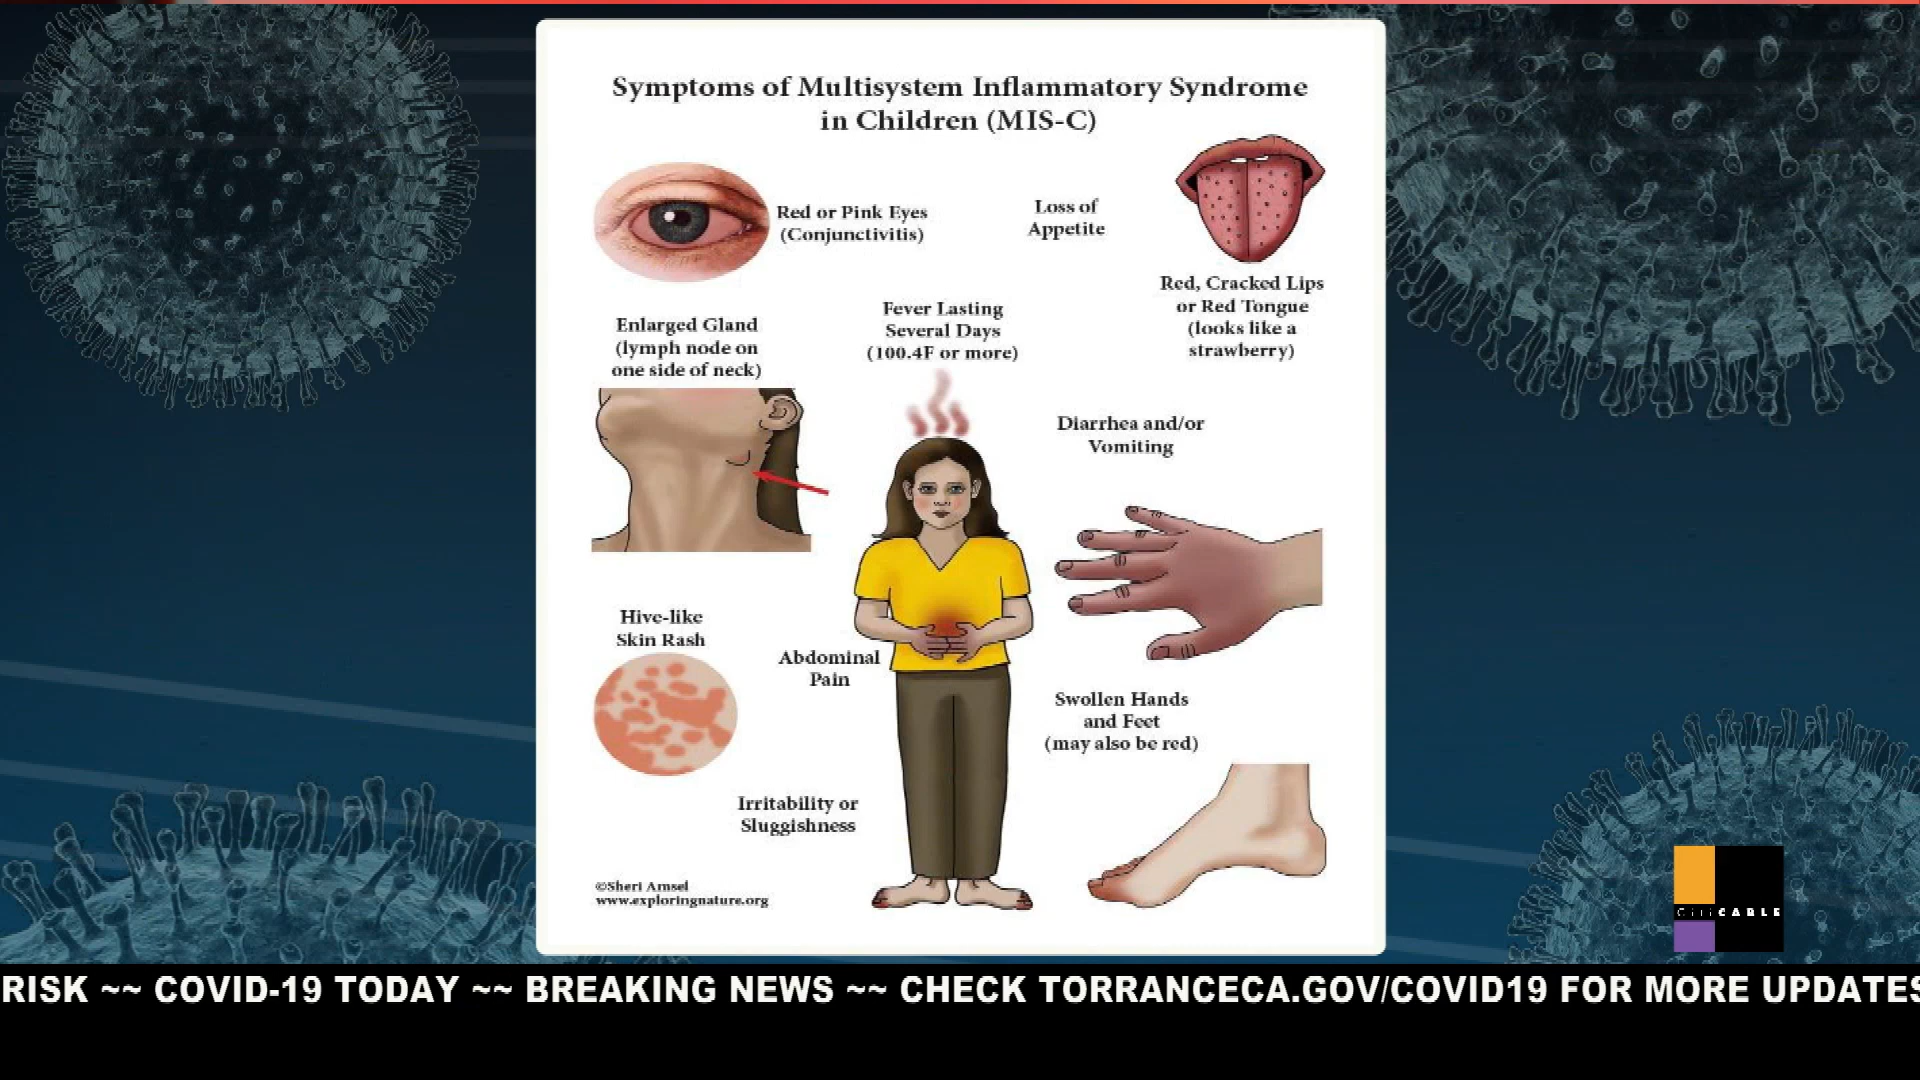 Symptoms of Multisystem Inflammatory Syndrome
in Children (MIS-C)
Red or Pink Eyes
(Conjunctivitis)
Loss of
Appetite
Red, Cracked Lips
or Red Tongue
(looks like a
strawberry)
Enlarged Gland
(lymph node on
one side of neck)
Fever Lasting
Several Days
(100.4F or more)
Diarrhea and/or
Vomiting
Hive-like
Skin Rash
Abdominal
Pain
Swollen Hands
and Feet
(may also be red)
Irritability or
Sluggishness
©Sheri Amsel
www.exploringnature.org
CITICABLE
RISK ~~ COVID-19 TODAY ~~ BREAKING NEWS ~~ CHECK TORRANCECA.GOV/COVID19 FOR MORE UPDATES